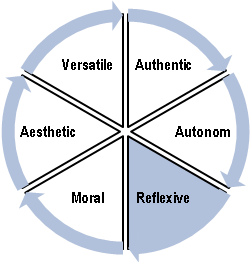 Versatile Authentic
Aesthetic Autonom
Moral Reflexive